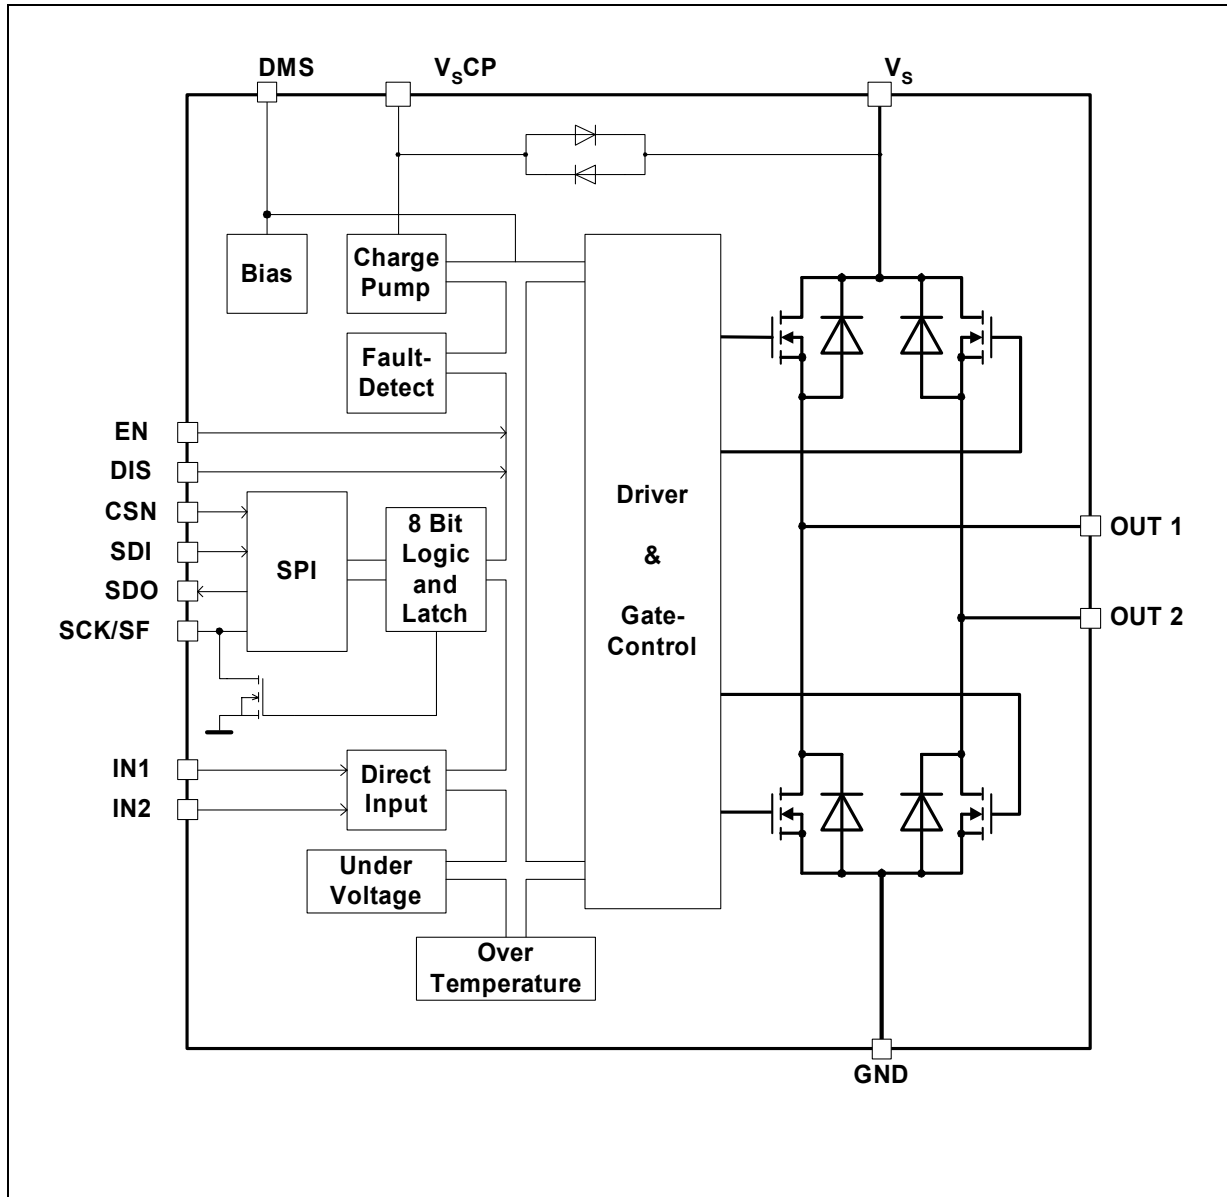 DMS
VSCP
VS
Bias
Charge
Pump
Fault-
Detect
EN
DIS
CSN
SDI
SDO
SCK/SF
SPI
8 Bit
Logic
and
Latch
Driver
&
Gate-
Control
OUT 1
OUT 2
IN1
IN2
Direct
Input
Under
Voltage
Over
Temperature
GND